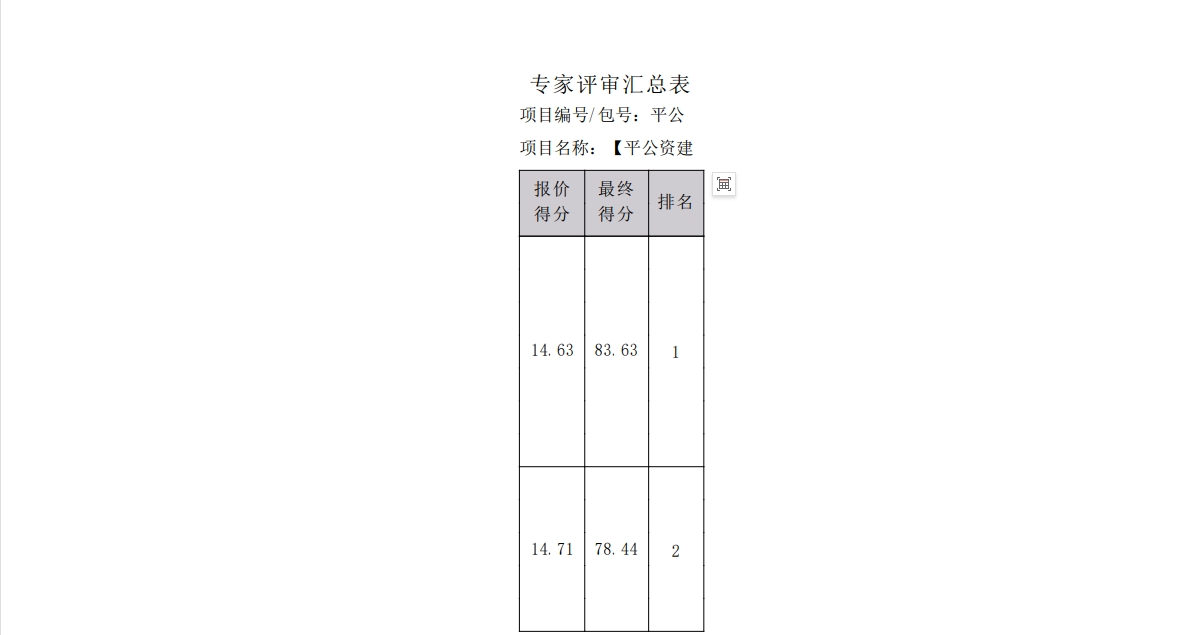 专家评审汇总表
项目编号/包号：平公
项目名称：【平公资建
报价得分 最终得分 排名
14.63 83.63 1
14.71 78.44 2